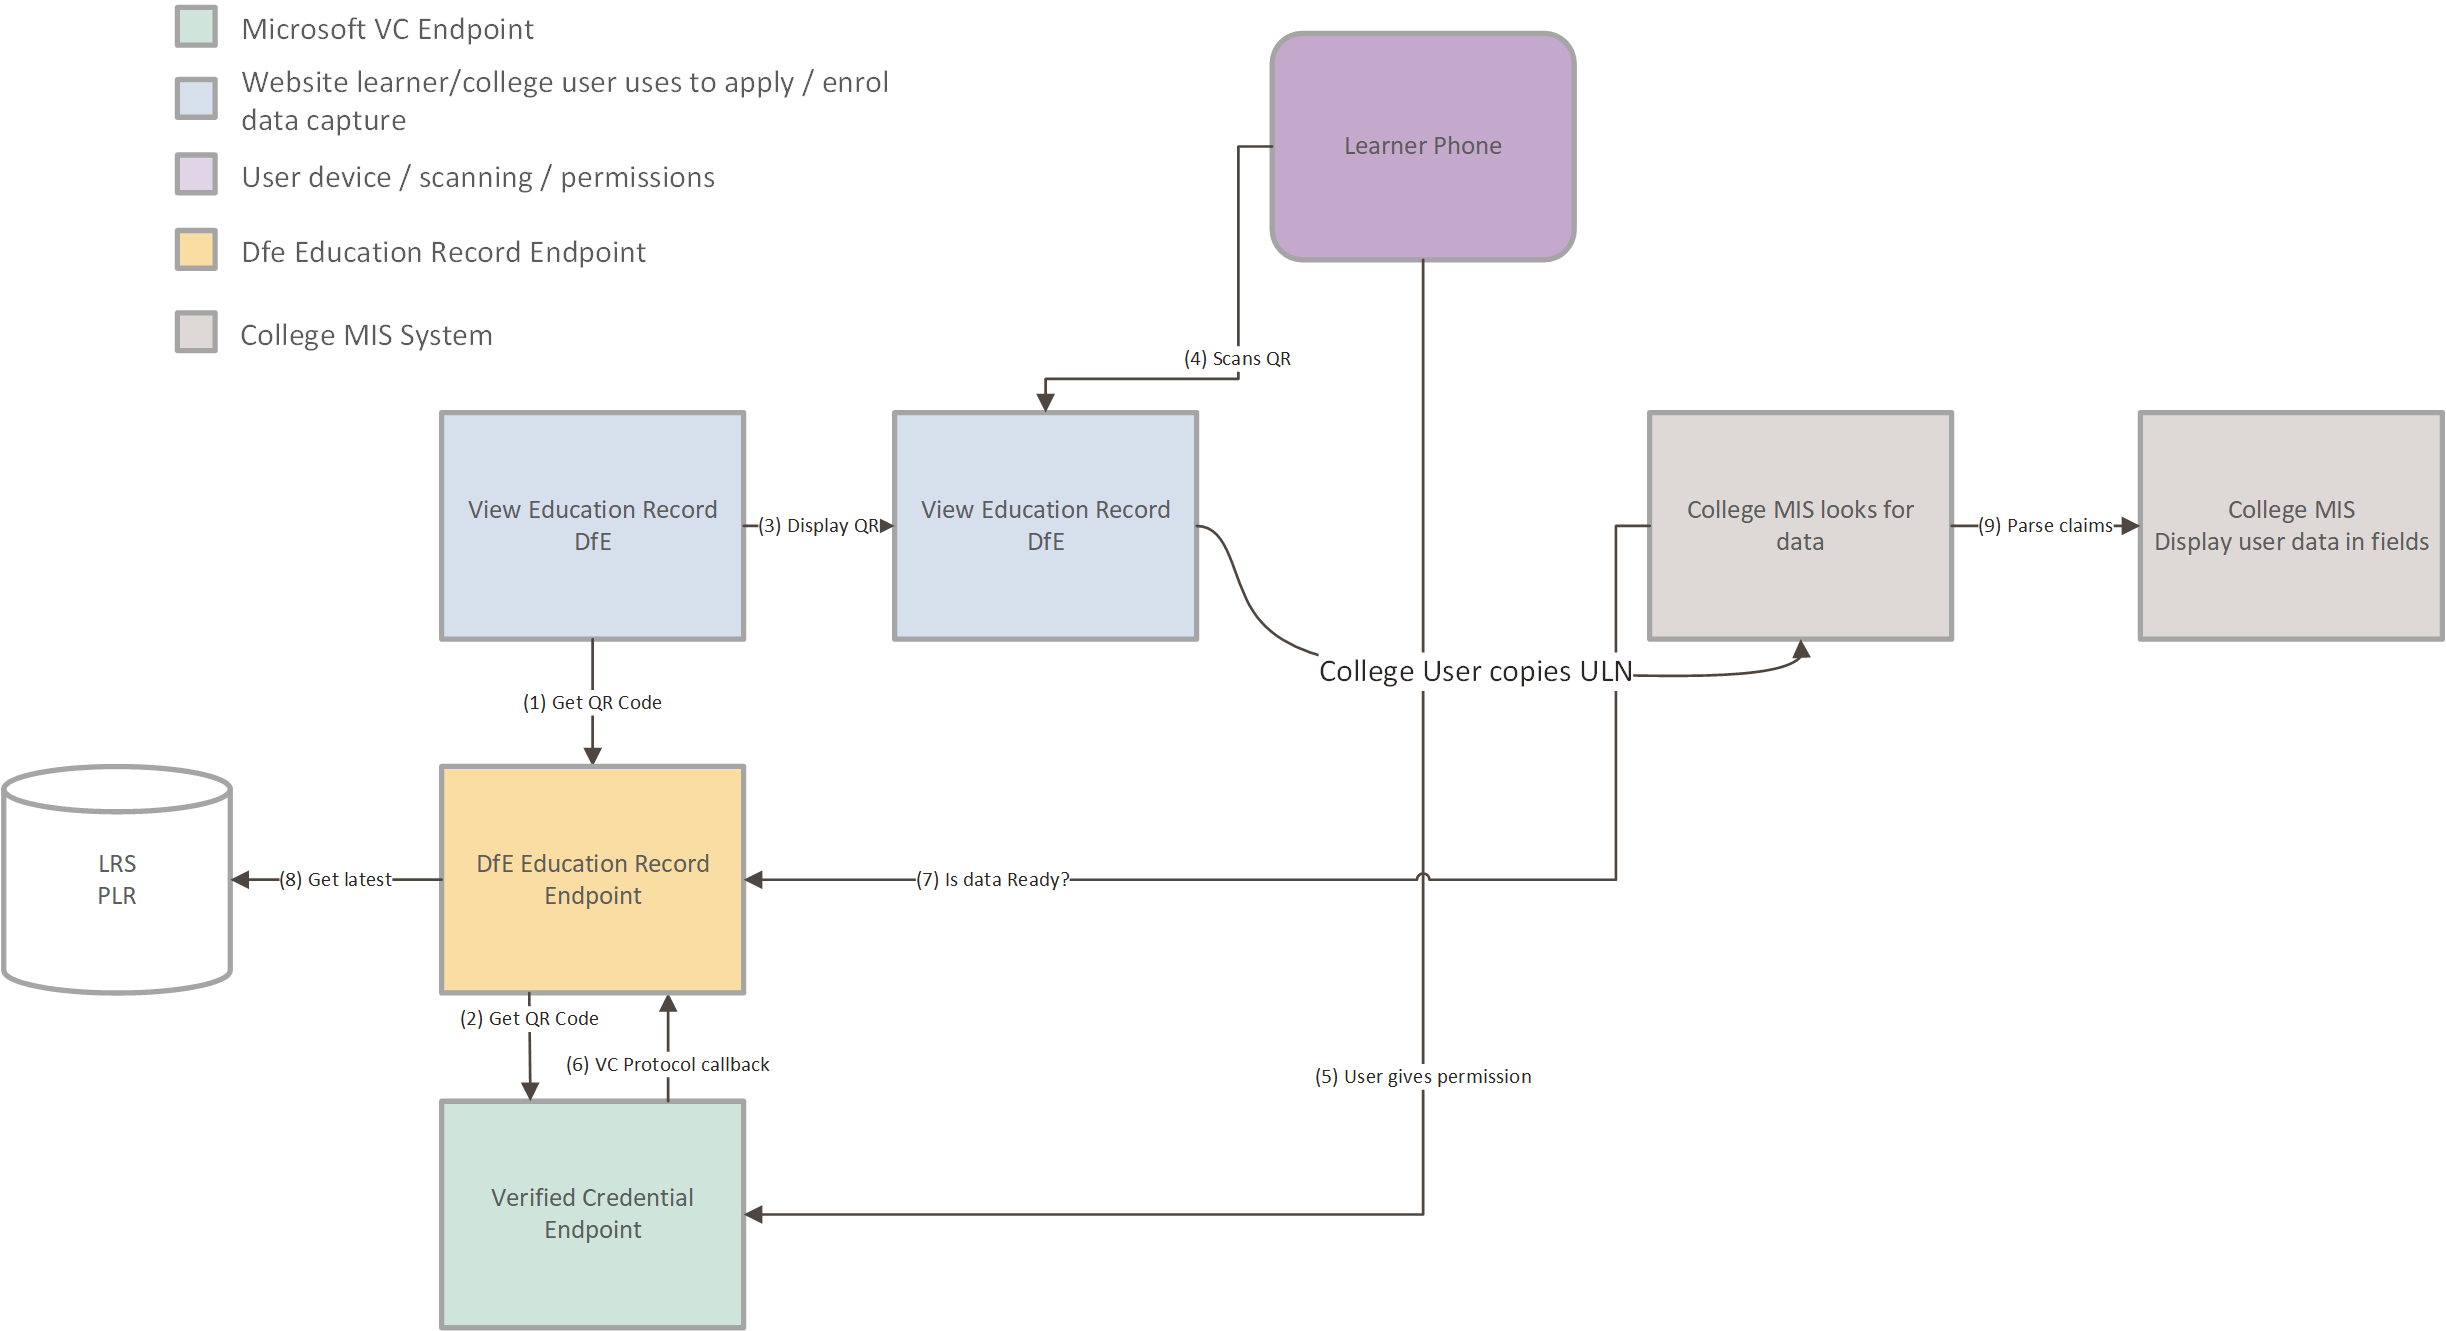 Microsoft VC Endpoint
Website learner/college user uses to apply / enrol
data capture
User device / scanning / permissions
Dfe Education Record Endpoint
College MIS System
Learner Phone
(4) Scans QR
View Education Record
DfE
(3) Display QR
View Education Record
DfE
College MIS looks for
data
(9) Parse claims
College MIS
Display user data in fields
College User copies ULN
(1) Get QR Code
LRS
PLR
(8) Get latest
DfE Education Record
Endpoint
(7) Is data Ready?
(2) Get QR Code
(6) VC Protocol callback
(5) User gives permission
Verified Credential
Endpoint